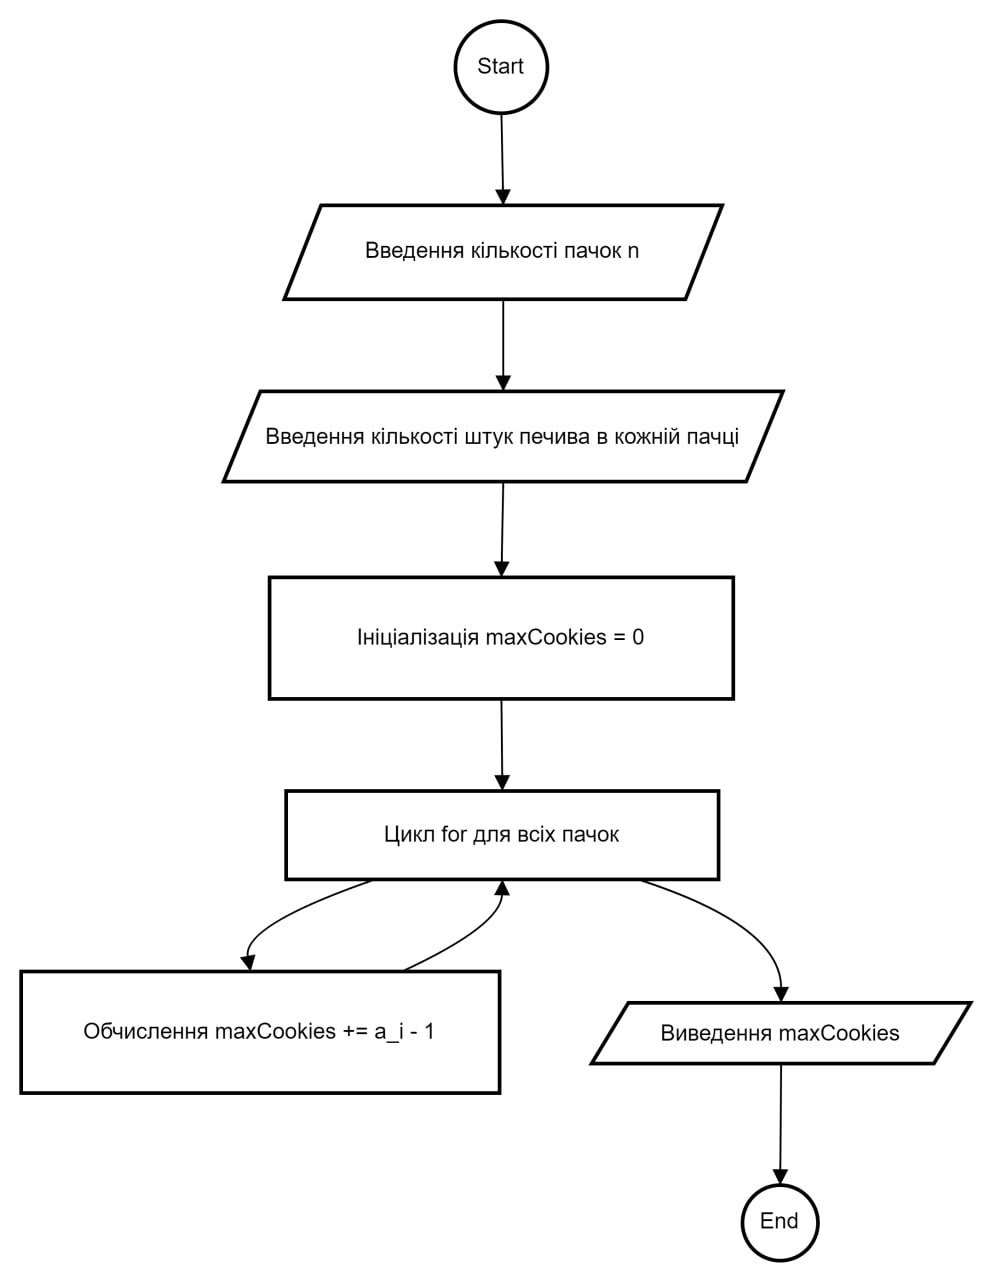 Start
Введення кількості пачок n
Введення кількості штук печива в кожній пачці
Ініціалізація maxCookies = 0
Цикл for для всіх пачок
Обчислення maxCookies += a_i - 1
Виведення maxCookies
End